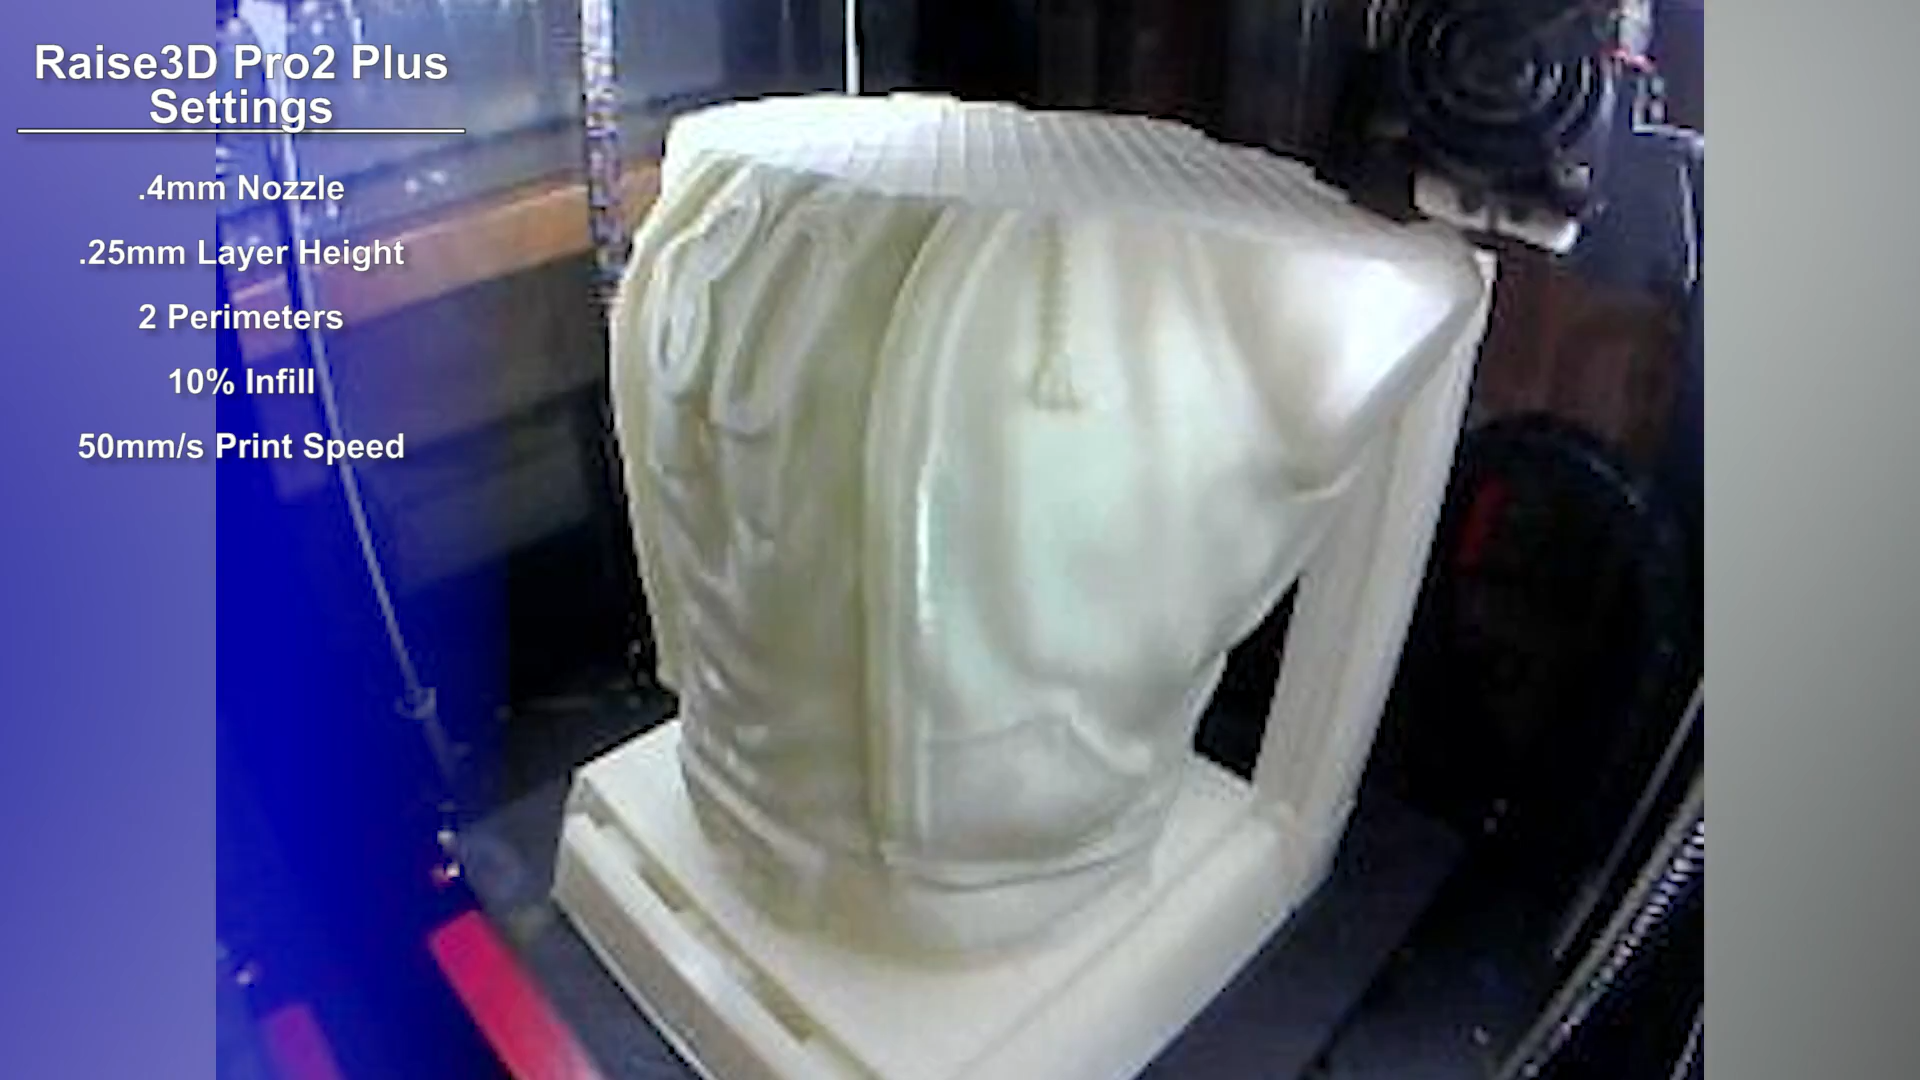 Raise3D Pro2 Plus
Settings
.4mm Nozzle
.25mm Layer Height
2 Perimeters
10% Infill
50mm/s Print Speed